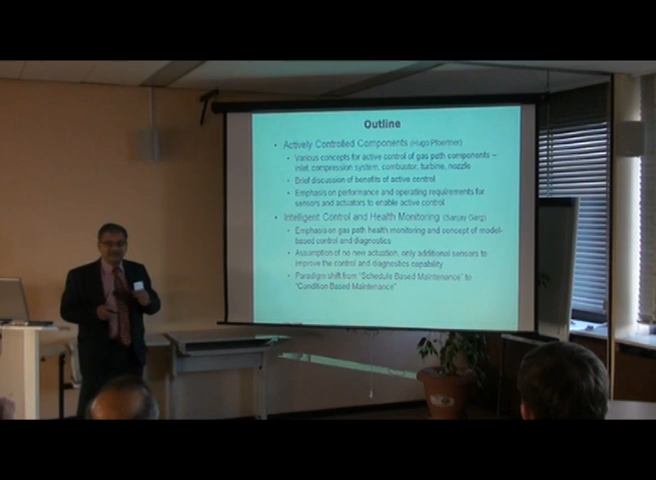 Outline
• Actively Controlled Components (Hugo Pfoertner)
• Various concepts for active control of gas path components –
inlet, compression system, combustor, turbine, nozzle
• Brief discussion of benefits of active control
• Emphasis on performance and operating requirements for
sensors and actuators to enable active control
• Intelligent Control and Health Monitoring (Sanjay Garg)
• Emphasis on gas path health monitoring and concept of model-
based control and diagnostics
• Assumption of no new actuation, only additional sensors to
improve the control and diagnostics capability
• Paradigm shift from "Schedule Based Maintenance" to
"Condition Based Maintenance"